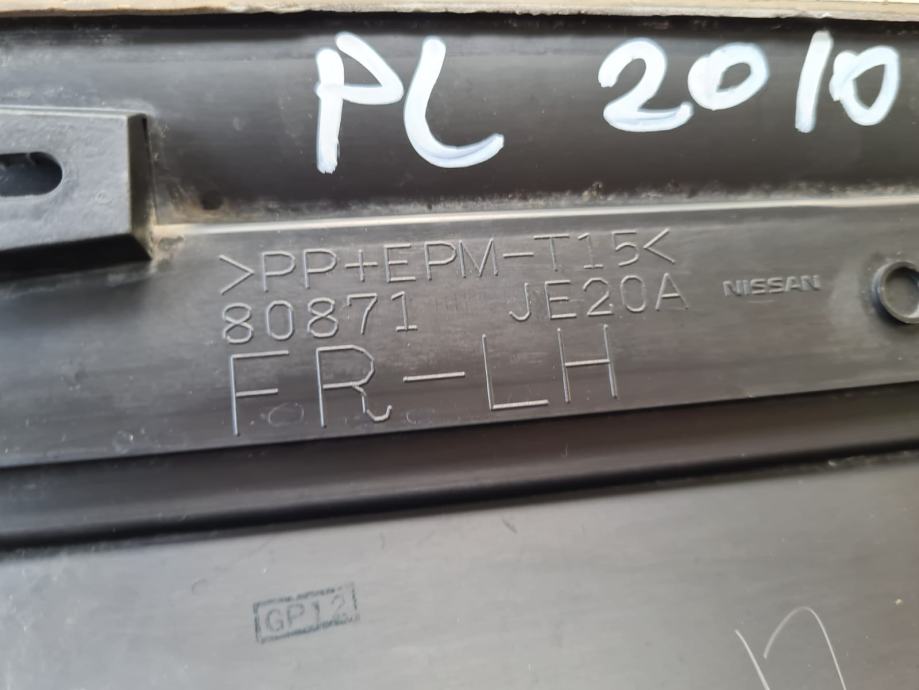 PL 2010
>PP+EPM-T15<
80871 JE20A NISSAN
FR-LH
GP12